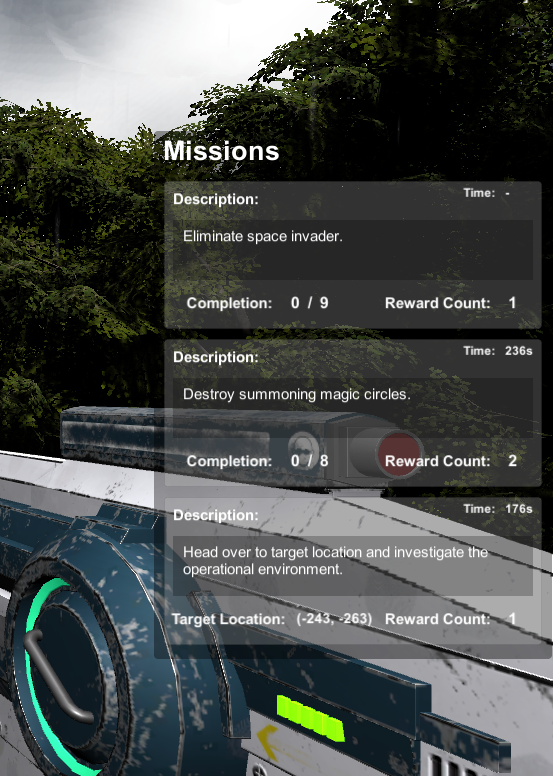 Missions
Description: Time: -
Eliminate space invader.
Completion: 0 / 9 Reward Count: 1
Description: Time: 236s
Destroy summoning magic circles.
Completion: 0 / 8 Reward Count: 2
Description: Time: 176s
Head over to target location and investigate the
operational environment.
Target Location: (-243, -263) Reward Count: 1